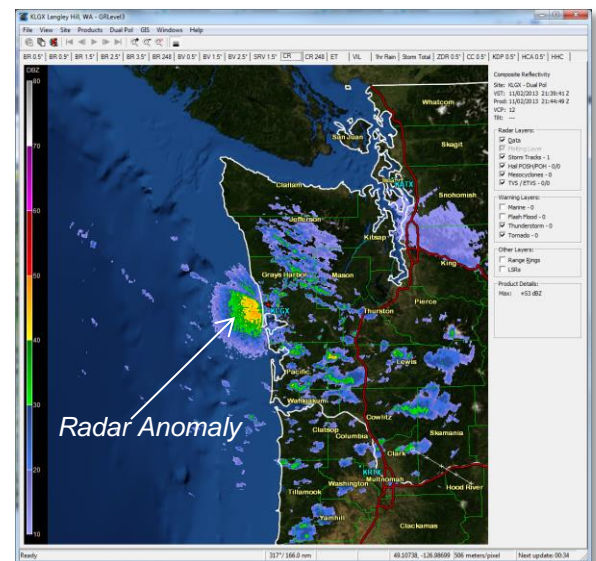 KLGX Langley Hill, WA - GRLevel3
File View Site Products Dual Pol GIS Windows Help
BR 0.5° BR 0.9° BR 1.5° BR 2.5° BR 3.5° BR 248 BV 0.5° BV 1.5° BV 2.5° SRV 1.5° CR CR 248 ET VIL 1hr Rain Storm Total ZDR 0.5° CC 0.5° KDP 0.5° HCA 0.5° HHC
DBZ
80
70
60
50
40
30
20
10
Whatcom
San Juan
Skagit
Island
KATX
Clallam
Snohomish
Jefferson
Kitsap
King
Grays Harbor
Mason
KLGX
Thurston
Pierce
Lewis
Pacific
Wahkiakum
Cowlitz
Radar Anomaly
Clatsop
Columbia
Skamania
Clark
KRTX
Washington
Multnomah
Hood River
Tillamook
Yamhill
Clackamas
Composite Reflectivity
Site: KLGX - Dual Pol
VST: 11/02/2013 21:39:41 Z
Prod: 11/02/2013 21:44:49 Z
VCP: 12
Tilt: ---
Radar Layers:
Data
Melting Layer
Storm Tracks - 1
Hail POSH/POH - 0/0
Mesocyclones - 0
TVS / ETVS - 0/0
Warning Layers:
Marine - 0
Flash Flood - 0
Thunderstorm - 0
Tornado - 0
Other Layers:
Range Rings
LSRs
Product Details:
Max: +53 dBZ
Ready
317°/ 166.0 nm
49.10738, -126.98699
506 meters/pixel
Next update: 00:34